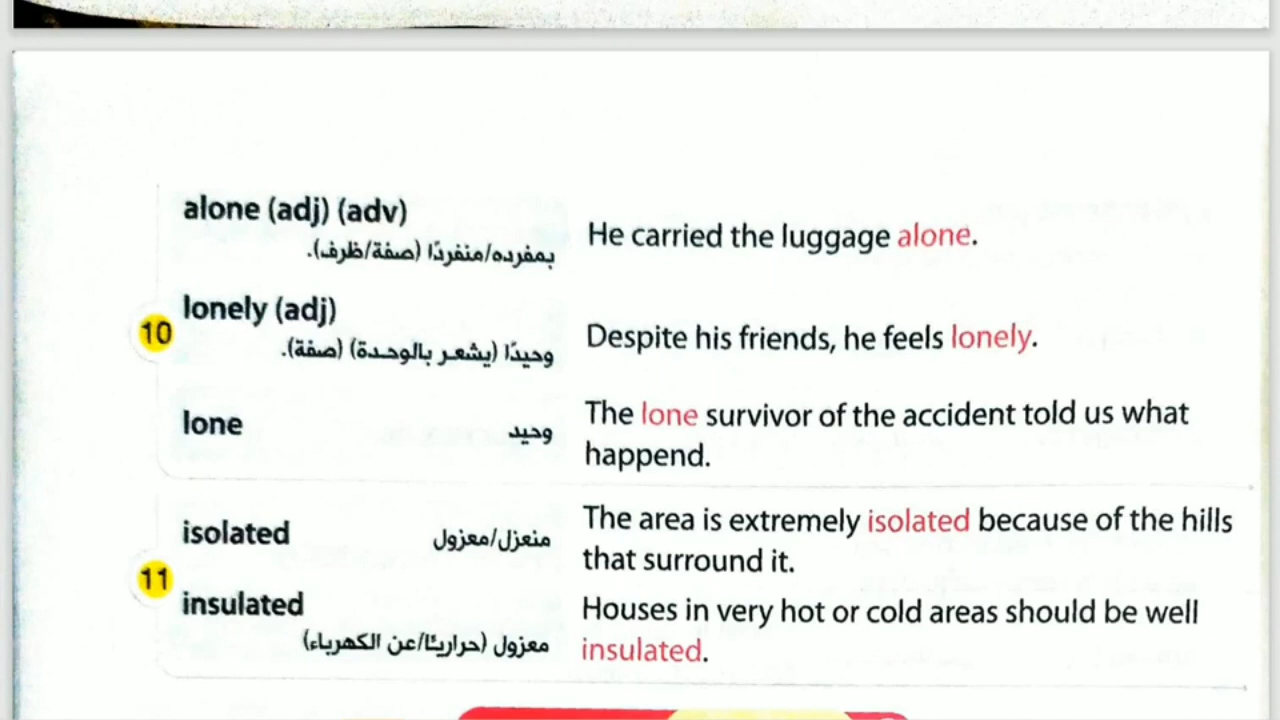 alone (adj) (adv)
بمفرده/منفردًا (صفة/ظرف).
He carried the luggage alone.
10
lonely (adj)
وحيدًا (يشعر بالوحدة) (صفة).
Despite his friends, he feels lonely.
lone وحيد
The lone survivor of the accident told us what
happend.
11
isolated منعزل/معزول
The area is extremely isolated because of the hills
that surround it.
insulated
معزول (حراريًا/عن الكهرباء)
Houses in very hot or cold areas should be well
insulated.